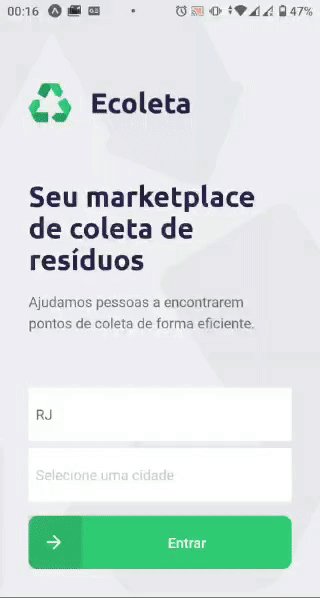 00:16
47%
Ecoleta
Seu marketplace
de coleta de
resíduos
Ajudamos pessoas a encontrarem
pontos de coleta de forma eficiente.
RJ
Selecione uma cidade
Entrar